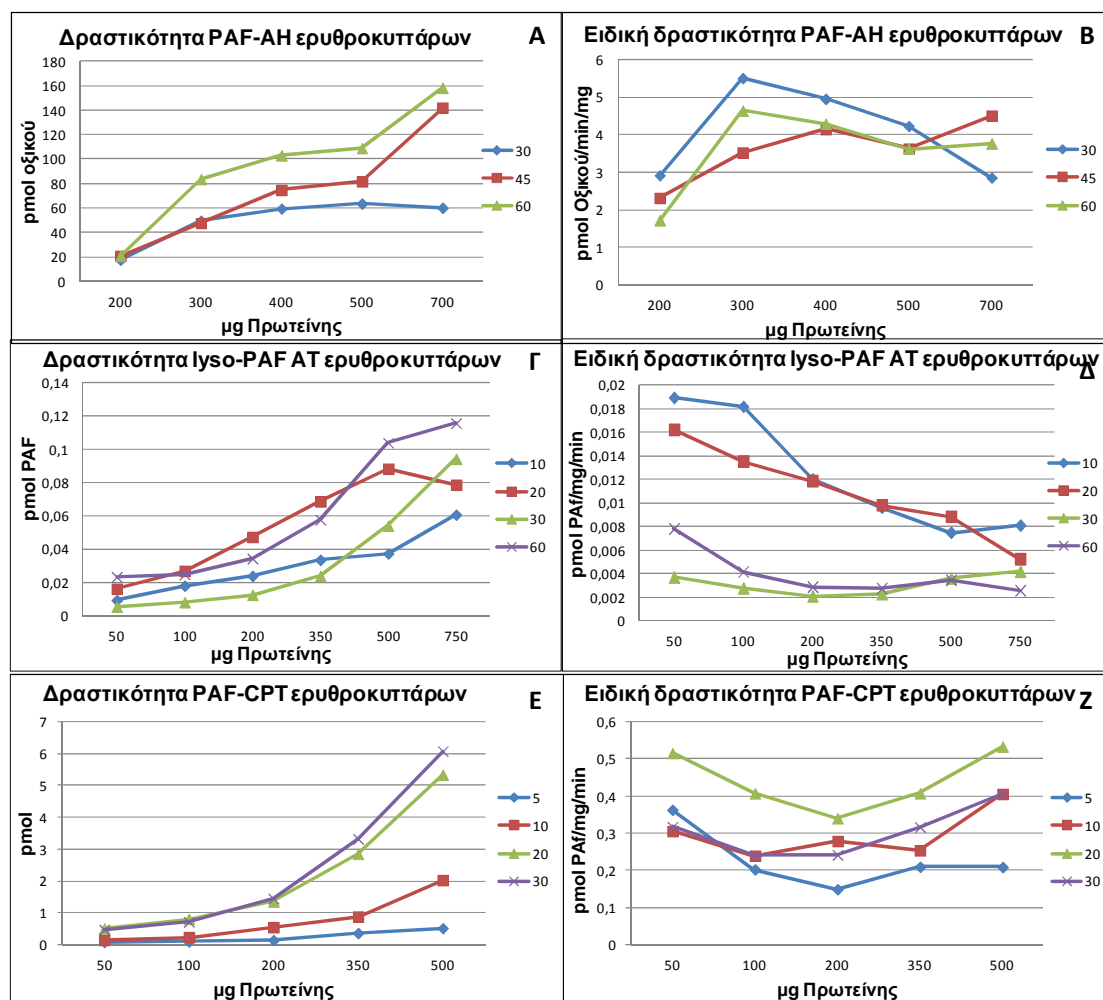 Δραστικότητα PAF-AH ερυθροκυττάρων
Α
pmol οξικού
180
160
140
120
100
80
60
40
20
0
200 300 400 500 700
μg Πρωτείνης
30
45
60
Ειδική δραστικότητα PAF-AH ερυθροκυττάρων
Β
pmol Οξικού/min/mg
6
5
4
3
2
1
0
200 300 400 500 700
μg Πρωτείνης
30
45
60
Δραστικότητα lyso-PAF AT ερυθροκυττάρων
Γ
pmol PAF
0,14
0,12
0,1
0,08
0,06
0,04
0,02
0
50 100 200 350 500 750
μg Πρωτείνης
10
20
30
60
Ειδική δραστικότητα lyso-PAF AT ερυθροκυττάρων
Δ
pmol PAf/mg/min
0,02
0,018
0,016
0,014
0,012
0,01
0,008
0,006
0,004
0,002
0
50 100 200 350 500 750
μg Πρωτείνης
10
20
30
60
Δραστικότητα PAF-CPT ερυθροκυττάρων
Ε
pmol
7
6
5
4
3
2
1
0
50 100 200 350 500
μg Πρωτείνης
5
10
20
30
Ειδική δραστικότητα PAF-CPT ερυθροκυττάρων
Ζ
pmol PAf/mg/min
0,6
0,5
0,4
0,3
0,2
0,1
0
50 100 200 350 500
μg Πρωτείνης
5
10
20
30